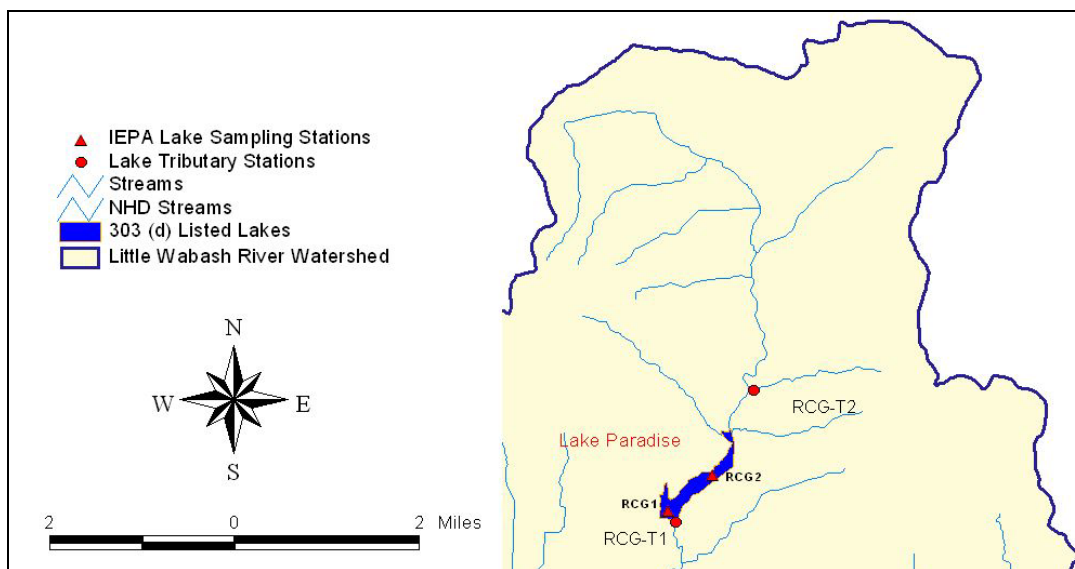 IEPA Lake Sampling Stations
Lake Tributary Stations
Streams
NHD Streams
303 (d) Listed Lakes
Little Wabash River Watershed
N
W
E
S
2
0
2 Miles
RCG-T2
Lake Paradise
RCG2
RCG1
RCG-T1